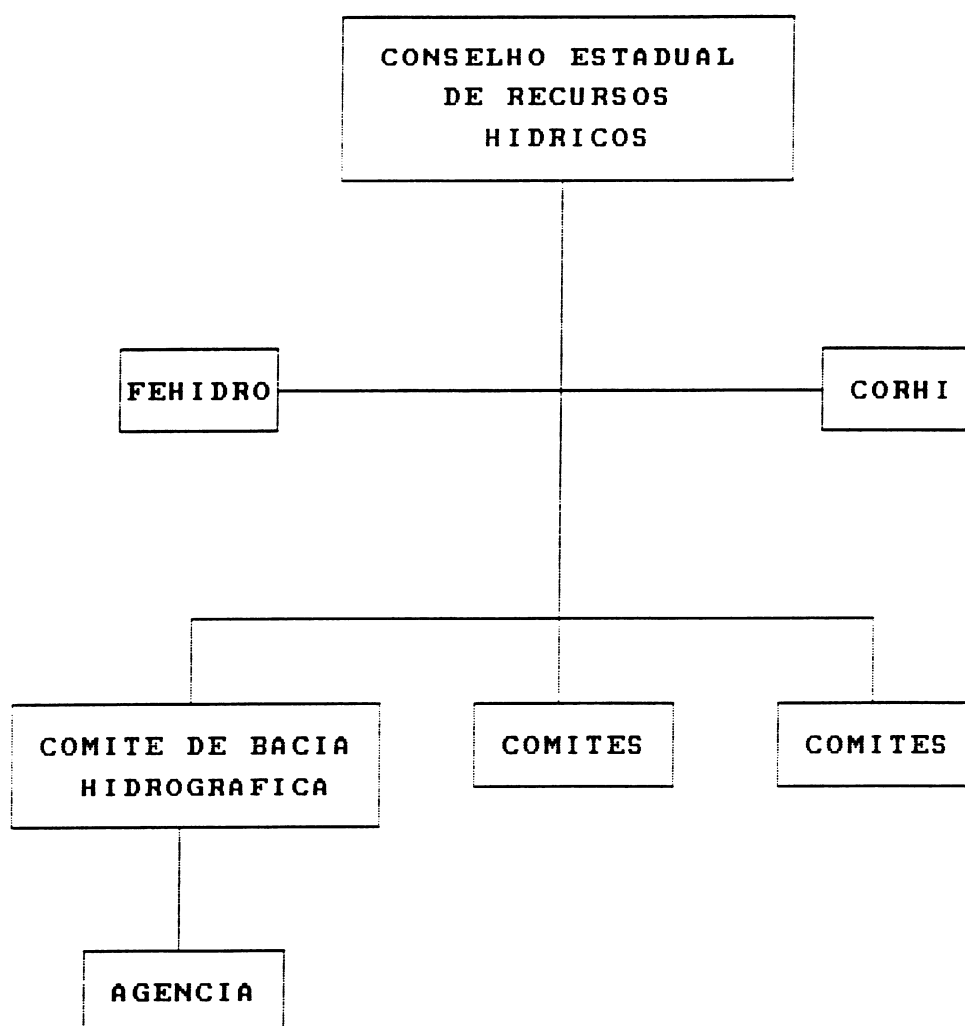 CONSELHO ESTADUAL
DE RECURSOS
HIDRICOS
FEHIDRO
CORHI
COMITE DE BACIA
HIDROGRAFICA
COMITES
COMITES
AGENCIA